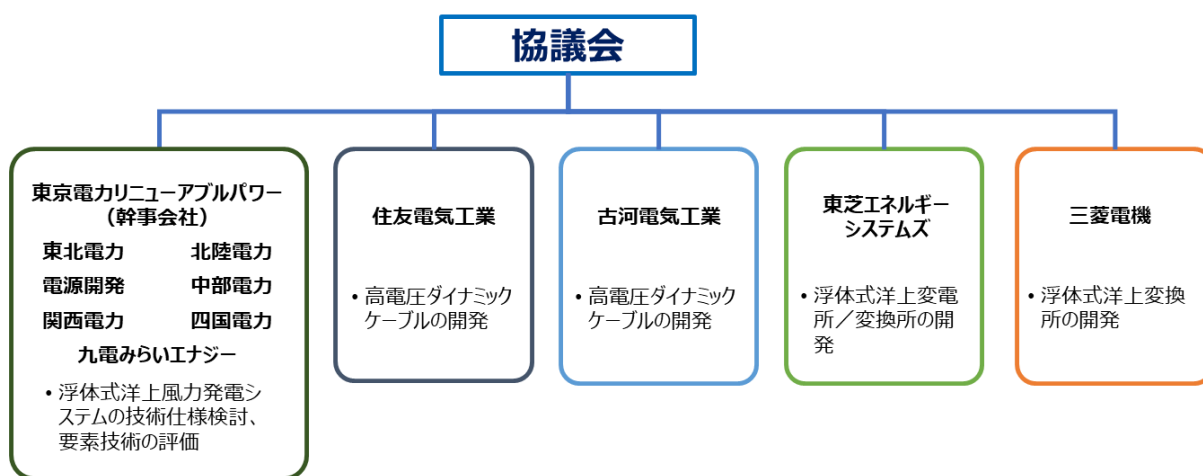 協議会
東京電力リニューアブルパワー
（幹事会社）
東北電力 北陸電力
電源開発 中部電力
関西電力 四国電力
九電みらいエナジー
• 浮体式洋上風力発電シ
ステムの技術仕様検討、
要素技術の評価
住友電気工業
• 高電圧ダイナミック
ケーブルの開発
古河電気工業
• 高電圧ダイナミック
ケーブルの開発
東芝エネルギー
システムズ
• 浮体式洋上変電
所／変換所の開
発
三菱電機
• 浮体式洋上変換
所の開発